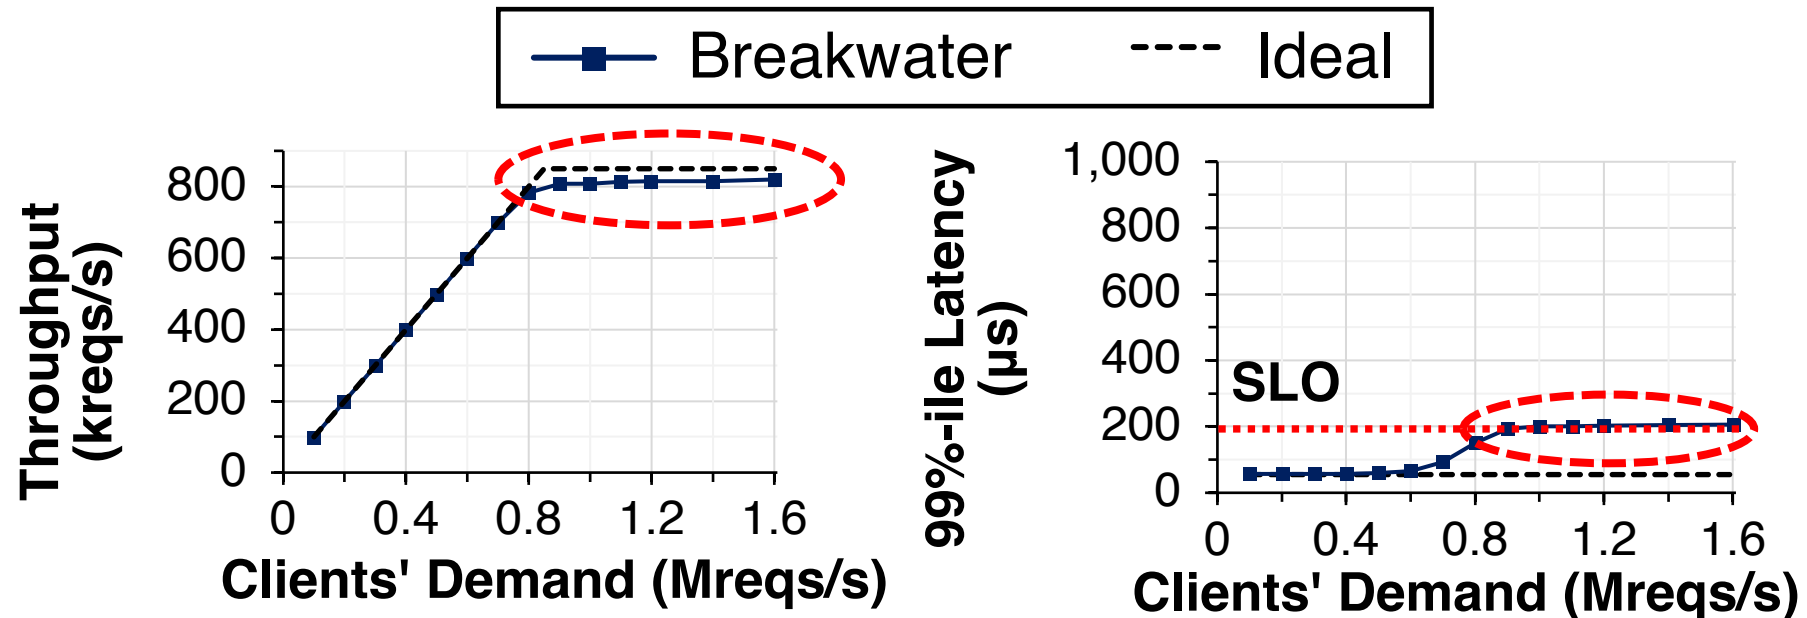 Breakwater
Ideal
Throughput
(kreqs/s)
800
600
400
200
0
0 0.4 0.8 1.2 1.6
Clients' Demand (Mreqs/s)
99%-ile Latency
(µs)
1,000
800
600
400
200
0
SLO
0 0.4 0.8 1.2 1.6
Clients' Demand (Mreqs/s)